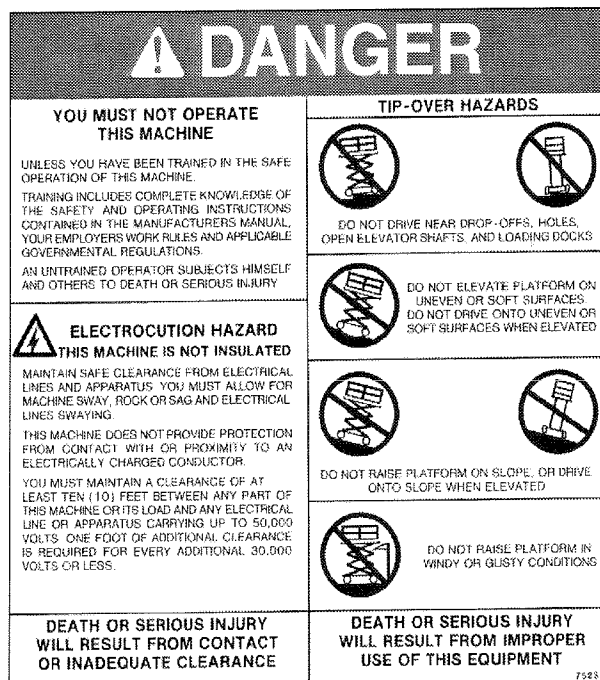 DANGER
YOU MUST NOT OPERATE
THIS MACHINE
UNLESS YOU HAVE BEEN TRAINED IN THE SAFE
OPERATION OF THIS MACHINE.
TRAINING INCLUDES COMPLETE KNOWLEDGE OF
THE SAFETY AND OPERATING INSTRUCTIONS
CONTAINED IN THE MANUFACTURERS MANUAL,
YOUR EMPLOYERS WORK RULES AND APPLICABLE
GOVERNMENTAL REGULATIONS.
AN UNTRAINED OPERATOR SUBJECTS HIMSELF
AND OTHERS TO DEATH OR SERIOUS INJURY
ELECTROCUTION HAZARD
THIS MACHINE IS NOT INSULATED
MAINTAIN SAFE CLEARANCE FROM ELECTRICAL
LINES AND APPARATUS YOU MUST ALLOW FOR
MACHINE SWAY, ROCK OR SAG AND ELECTRICAL
LINES SWAYING.
THIS MACHINE DOES NOT PROVIDE PROTECTION
FROM CONTACT WITH OR PROXIMITY TO AN
ELECTRICALLY CHARGED CONDUCTOR.
YOU MUST MAINTAIN A CLEARANCE OF AT
LEAST TEN (10) FEET BETWEEN ANY PART OF
THIS MACHINE OR ITS LOAD AND ANY ELECTRICAL
LINE OR APPARATUS CARRYING UP TO 50,000
VOLTS ONE FOOT OF ADDITIONAL CLEARANCE
IS REQUIRED FOR EVERY ADDITIONAL 30,000
VOLTS OR LESS.
DEATH OR SERIOUS INJURY
WILL RESULT FROM CONTACT
OR INADEQUATE CLEARANCE
TIP-OVER HAZARDS
DO NOT DRIVE NEAR DROP-OFFS, HOLES,
OPEN ELEVATOR SHAFTS, AND LOADING DOCKS
DO NOT ELEVATE PLATFORM ON
UNEVEN OR SOFT SURFACES
DO NOT DRIVE ONTO UNEVEN OR
SOFT SURFACES WHEN ELEVATED
DO NOT RAISE PLATFORM ON SLOPE, OR DRIVE
ONTO SLOPE WHEN ELEVATED
DO NOT RAISE PLATFORM IN
WINDY OR GUSTY CONDITIONS
DEATH OR SERIOUS INJURY
WILL RESULT FROM IMPROPER
USE OF THIS EQUIPMENT